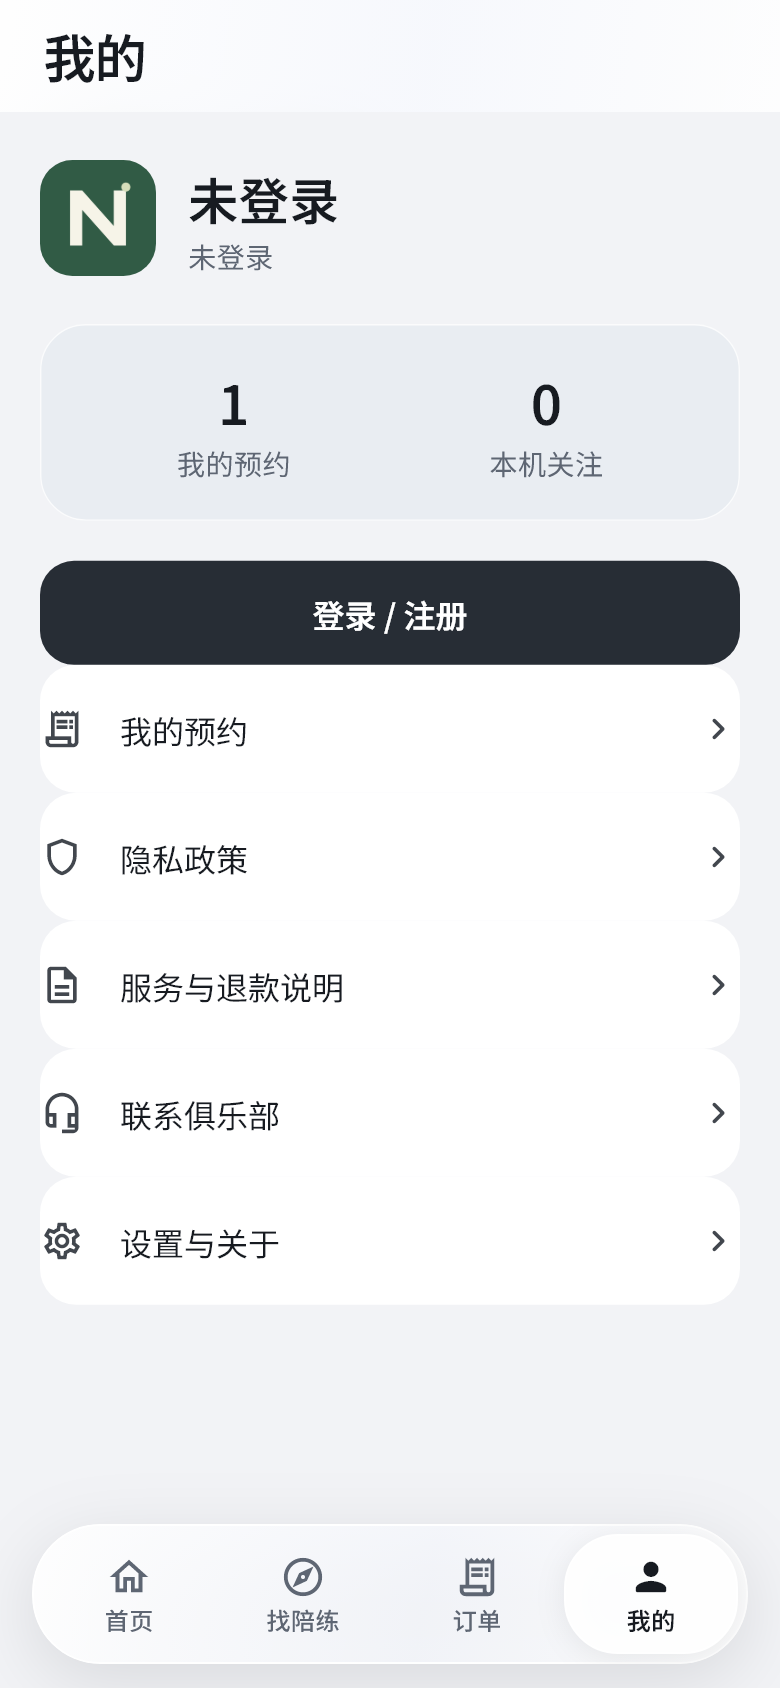 我的
N
未登录
未登录
1
我的预约
0
本机关注
登录 / 注册
我的预约
隐私政策
服务与退款说明
联系俱乐部
设置与关于
首页
找陪练
订单
我的